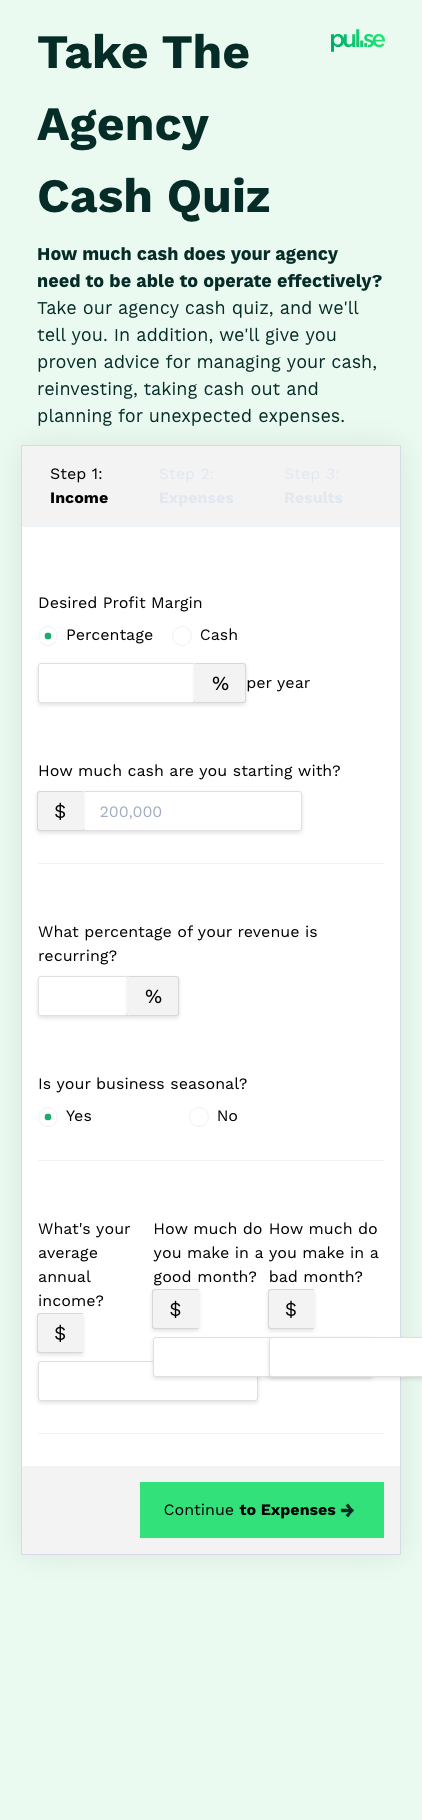 Take The
pulse
Agency
Cash Quiz
How much cash does your agency
need to be able to operate effectively?
Take our agency cash quiz, and we'll
tell you. In addition, we'll give you
proven advice for managing your cash,
reinvesting, taking cash out and
planning for unexpected expenses.
Step 1:
Income
Step 2:
Expenses
Step 3:
Results
Desired Profit Margin
Percentage
Cash
% per year
How much cash are you starting with?
$ 200,000
What percentage of your revenue is
recurring?
%
Is your business seasonal?
Yes
No
What's your
average
annual
income?
$
How much do
you make in a
good month?
$
How much do
you make in a
bad month?
$
Continue to Expenses →